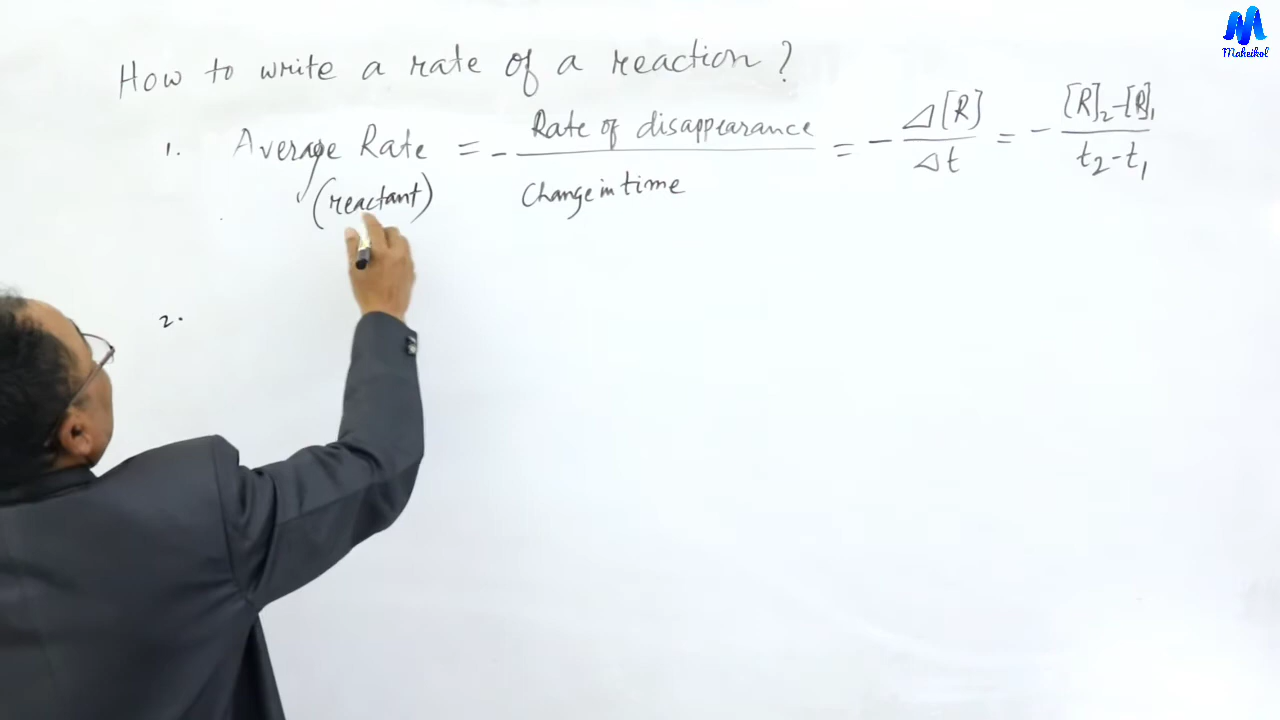 Makeikol
How to write a rate of a reaction?
1. Average Rate = - Rate of disappearance / Change in time = - Δ[R] / Δt = - [R]₂-[R]₁ / t₂-t₁
(reactant)
2.